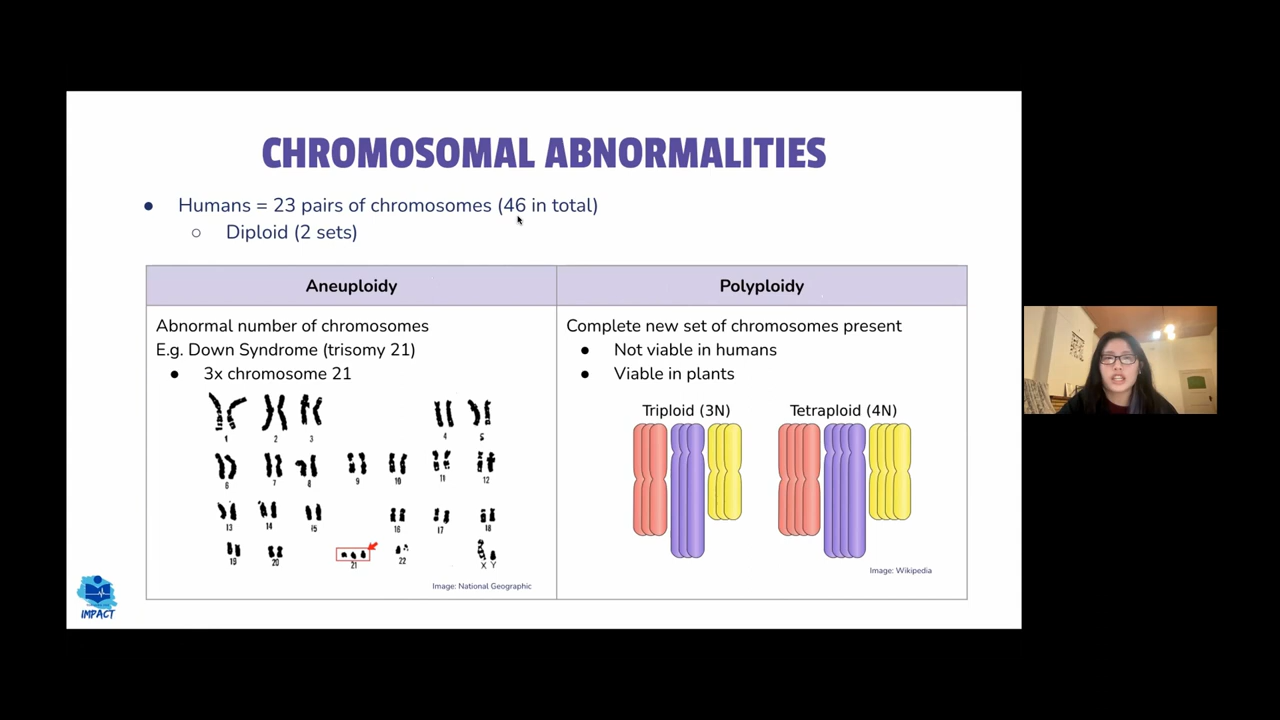 CHROMOSOMAL ABNORMALITIES
● Humans = 23 pairs of chromosomes (46 in total)
○ Diploid (2 sets)
Aneuploidy
Polyploidy
Abnormal number of chromosomes
E.g. Down Syndrome (trisomy 21)
● 3x chromosome 21
1 2 3 4 5
6 7 8 9 10 11 12
13 14 15 16 17 18
19 20 21 22 X Y
Image: National Geographic
Complete new set of chromosomes present
● Not viable in humans
● Viable in plants
Triploid (3N) Tetraploid (4N)
Image: Wikipedia
IMPACT